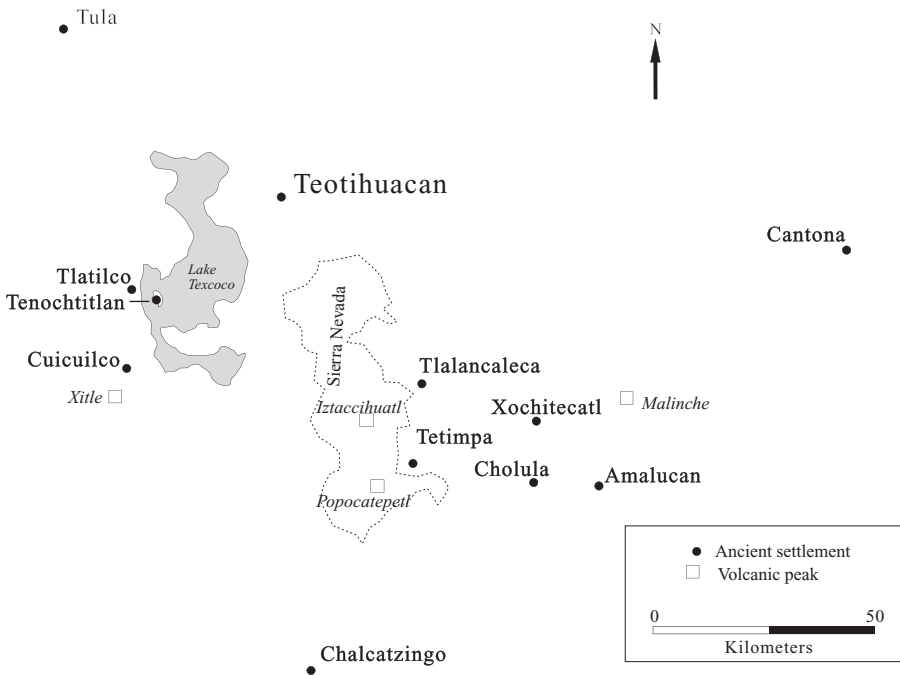 Tula
N
Teotihuacan
Cantona
Lake
Texcoco
Tlatilco
Tenochtitlan
Sierra Nevada
Cuicuilco
Xitle
Tlalancaleca
Iztaccihuatl
Xochitecatl
Malinche
Tetimpa
Cholula
Amalucan
Popocatepetl
Ancient settlement
Volcanic peak
0 50
Kilometers
Chalcatzingo